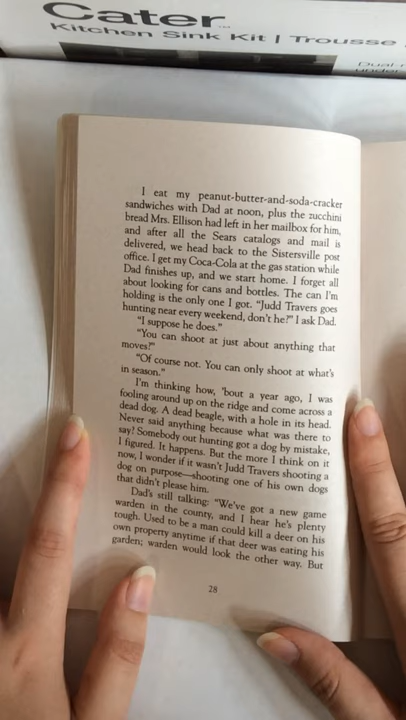 Cater
Kitchen Sink Kit | Trousse
I eat my peanut-butter-and-soda-cracker
sandwiches with Dad at noon, plus the zucchini
bread Mrs. Ellison had left in her mailbox for him,
and after all the Sears catalogs and mail is
delivered, we head back to the Sistersville post
office. I get my Coca-Cola at the gas station while
Dad finishes up, and we start home. I forget all
about looking for cans and bottles. The can I'm
holding is the only one I got. "Judd Travers goes
hunting near every weekend, don't he?" I ask Dad.
"I suppose he does."
"You can shoot at just about anything that
moves?"
"Of course not. You can only shoot at what's
in season."
I'm thinking how, 'bout a year ago, I was
fooling around up on the ridge and come across a
dead dog. A dead beagle, with a hole in its head.
Never said anything because what was there to
say? Somebody out hunting got a dog by mistake,
I figured. It happens. But the more I think on it
now, I wonder if it wasn't Judd Travers shooting a
dog on purpose—shooting one of his own dogs
that didn't please him.
Dad's still talking: "We've got a new game
warden in the county, and I hear he's plenty
tough. Used to be a man could kill a deer on his
own property anytime if that deer was eating his
garden; warden would look the other way. But
28